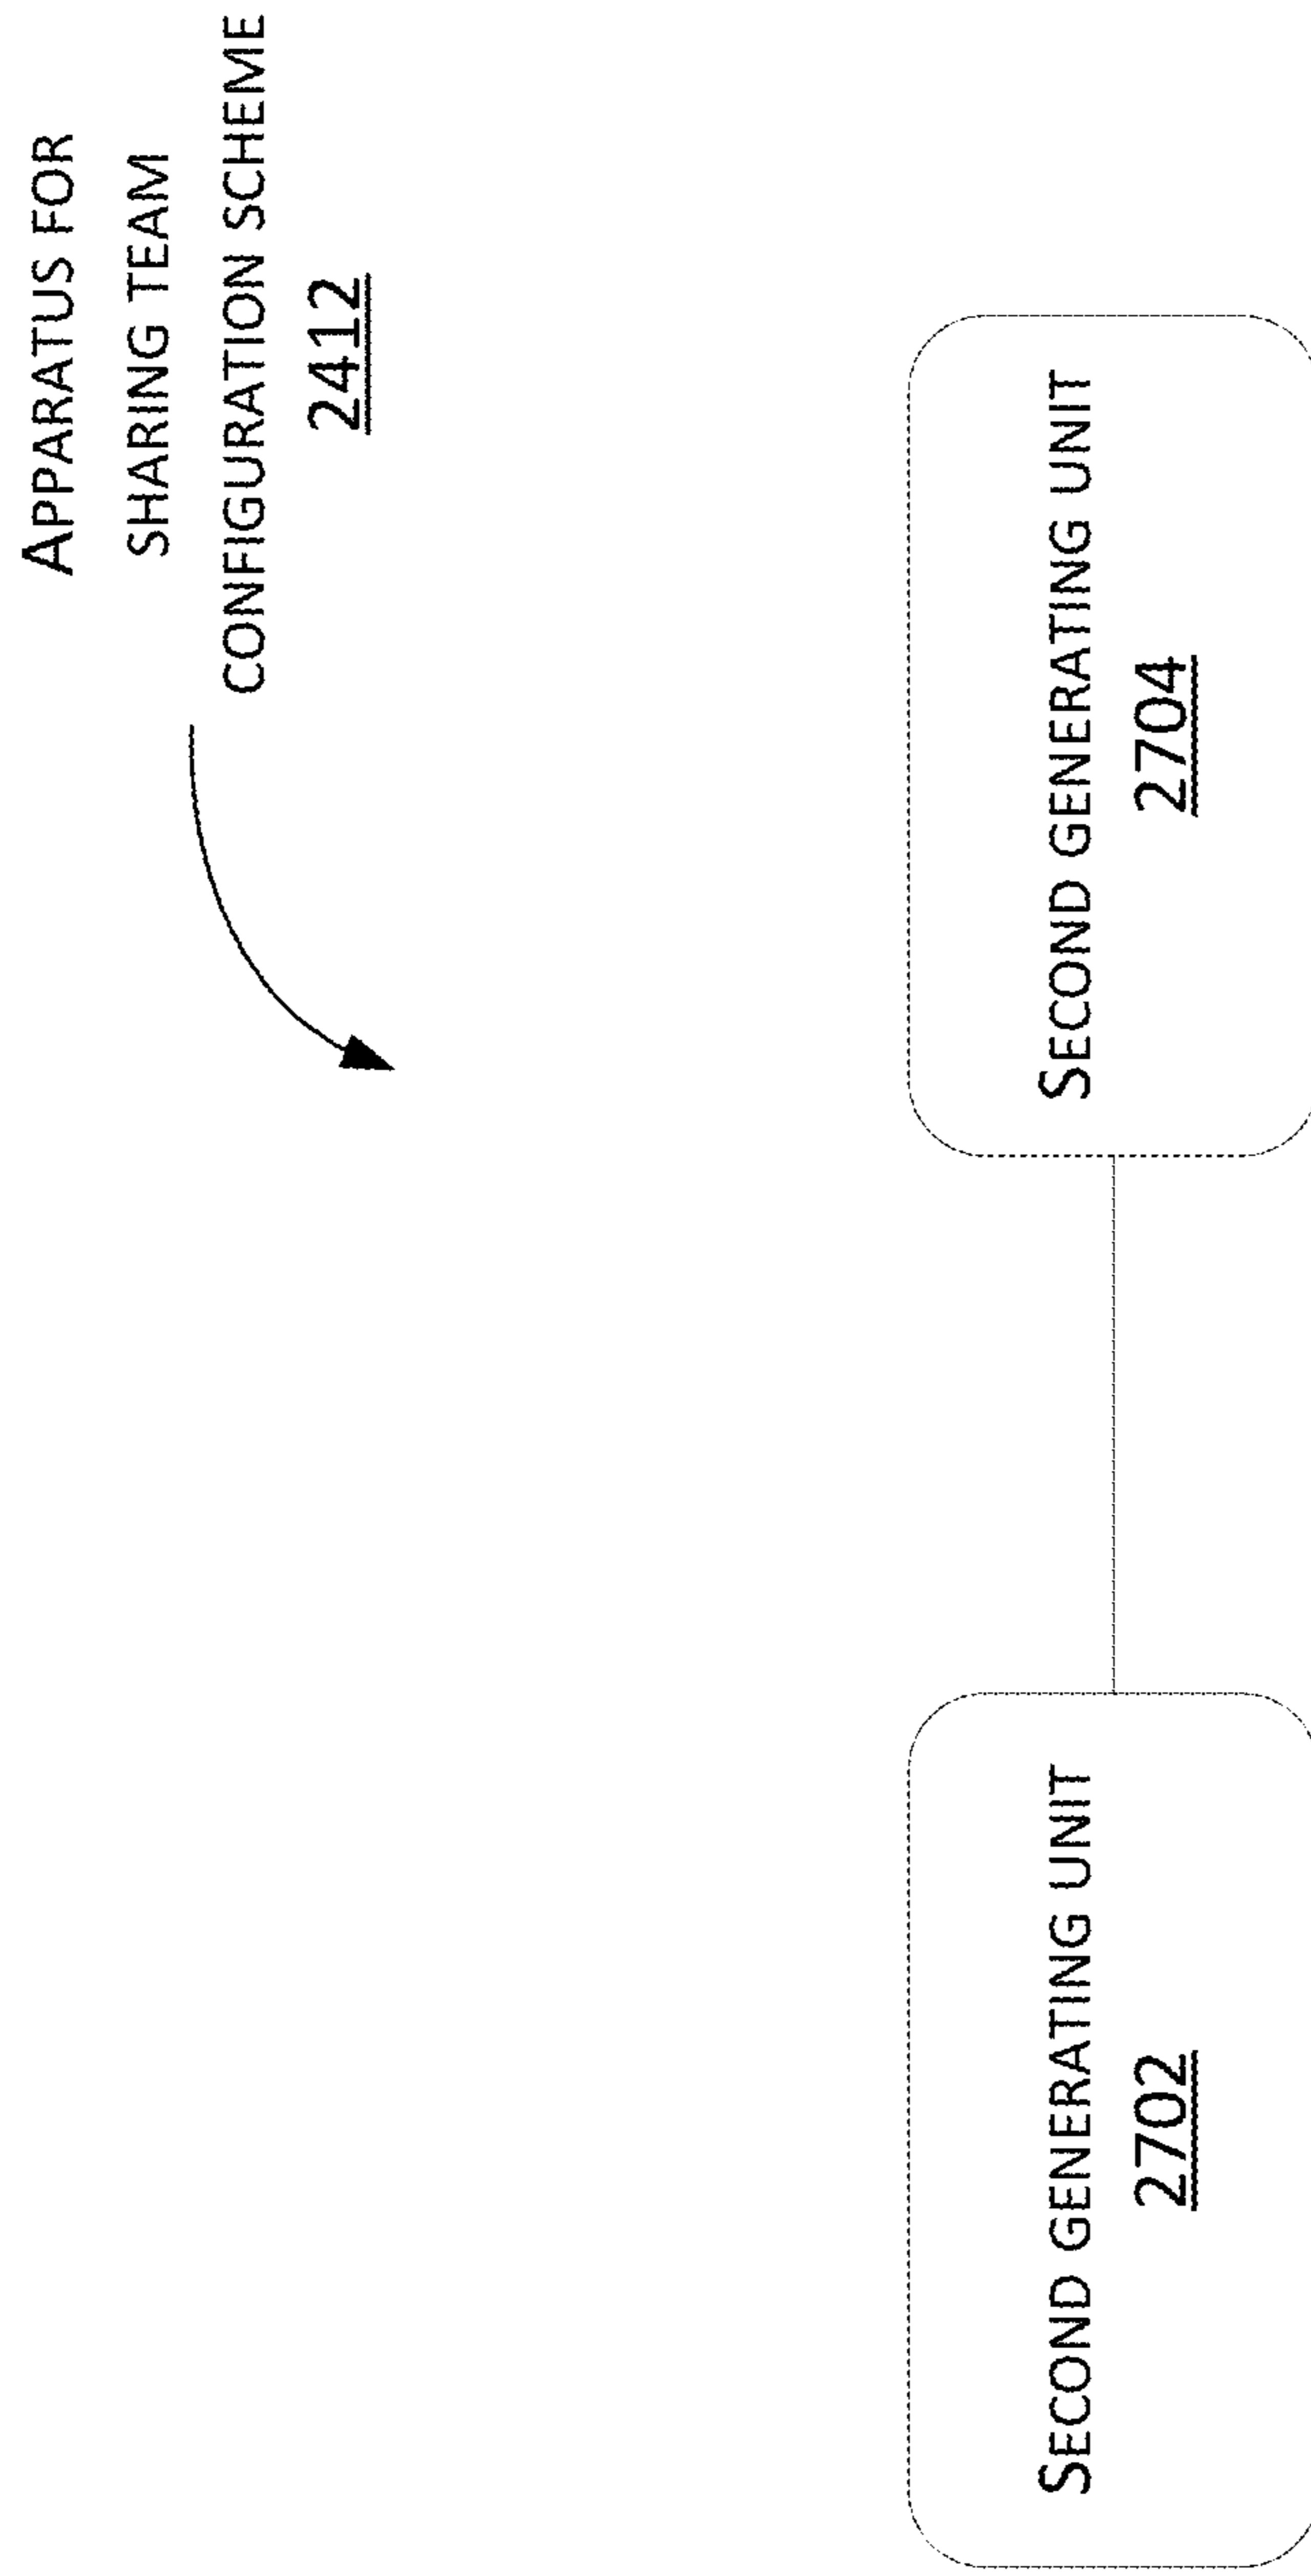 APPARATUS FOR
SHARING TEAM
CONFIGURATION SCHEME
2412
SECOND GENERATING UNIT
2702
SECOND GENERATING UNIT
2704